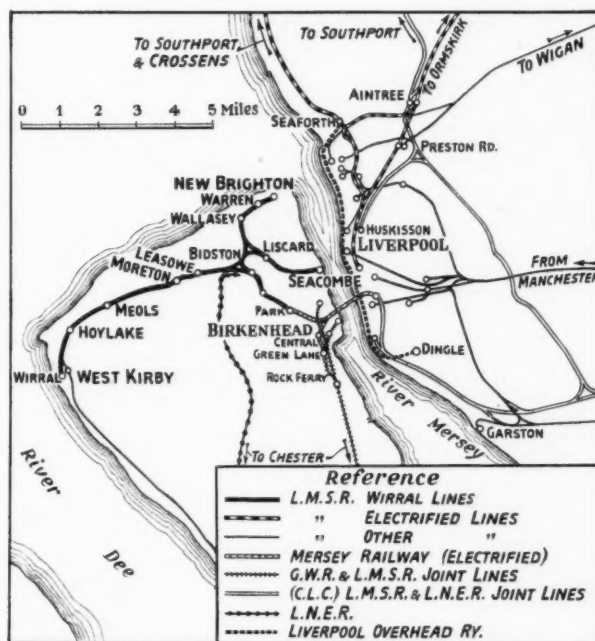 TO SOUTHPORT
& CROSSENS
TO SOUTHPORT
TO ORMSKIRK
TO WIGAN
AINTREE
0 1 2 3 4 5 MILES
SEAFORTH
PRESTON RD.
NEW BRIGHTON
WARREN
WALLASEY
HUSKISSON
LIVERPOOL
BIDSTON
LISCARD
LEASOWE
MORETON
SEACOMBE
FROM
MANCHESTER
MEOLS
PARK
BIRKENHEAD
HOYLAKE
CENTRAL
GREEN LANE
DINGLE
WIRRAL
WEST KIRBY
ROCK FERRY
River
Mersey
GARSTON
TO CHESTER
River
Dee
Reference
L.M.S.R. WIRRAL LINES
" ELECTRIFIED LINES
" OTHER "
MERSEY RAILWAY (ELECTRIFIED)
G.W.R. & L.M.S.R. JOINT LINES
(C.L.C.) L.M.S.R. & L.N.E.R. JOINT LINES
L.N.E.R.
LIVERPOOL OVERHEAD RY.